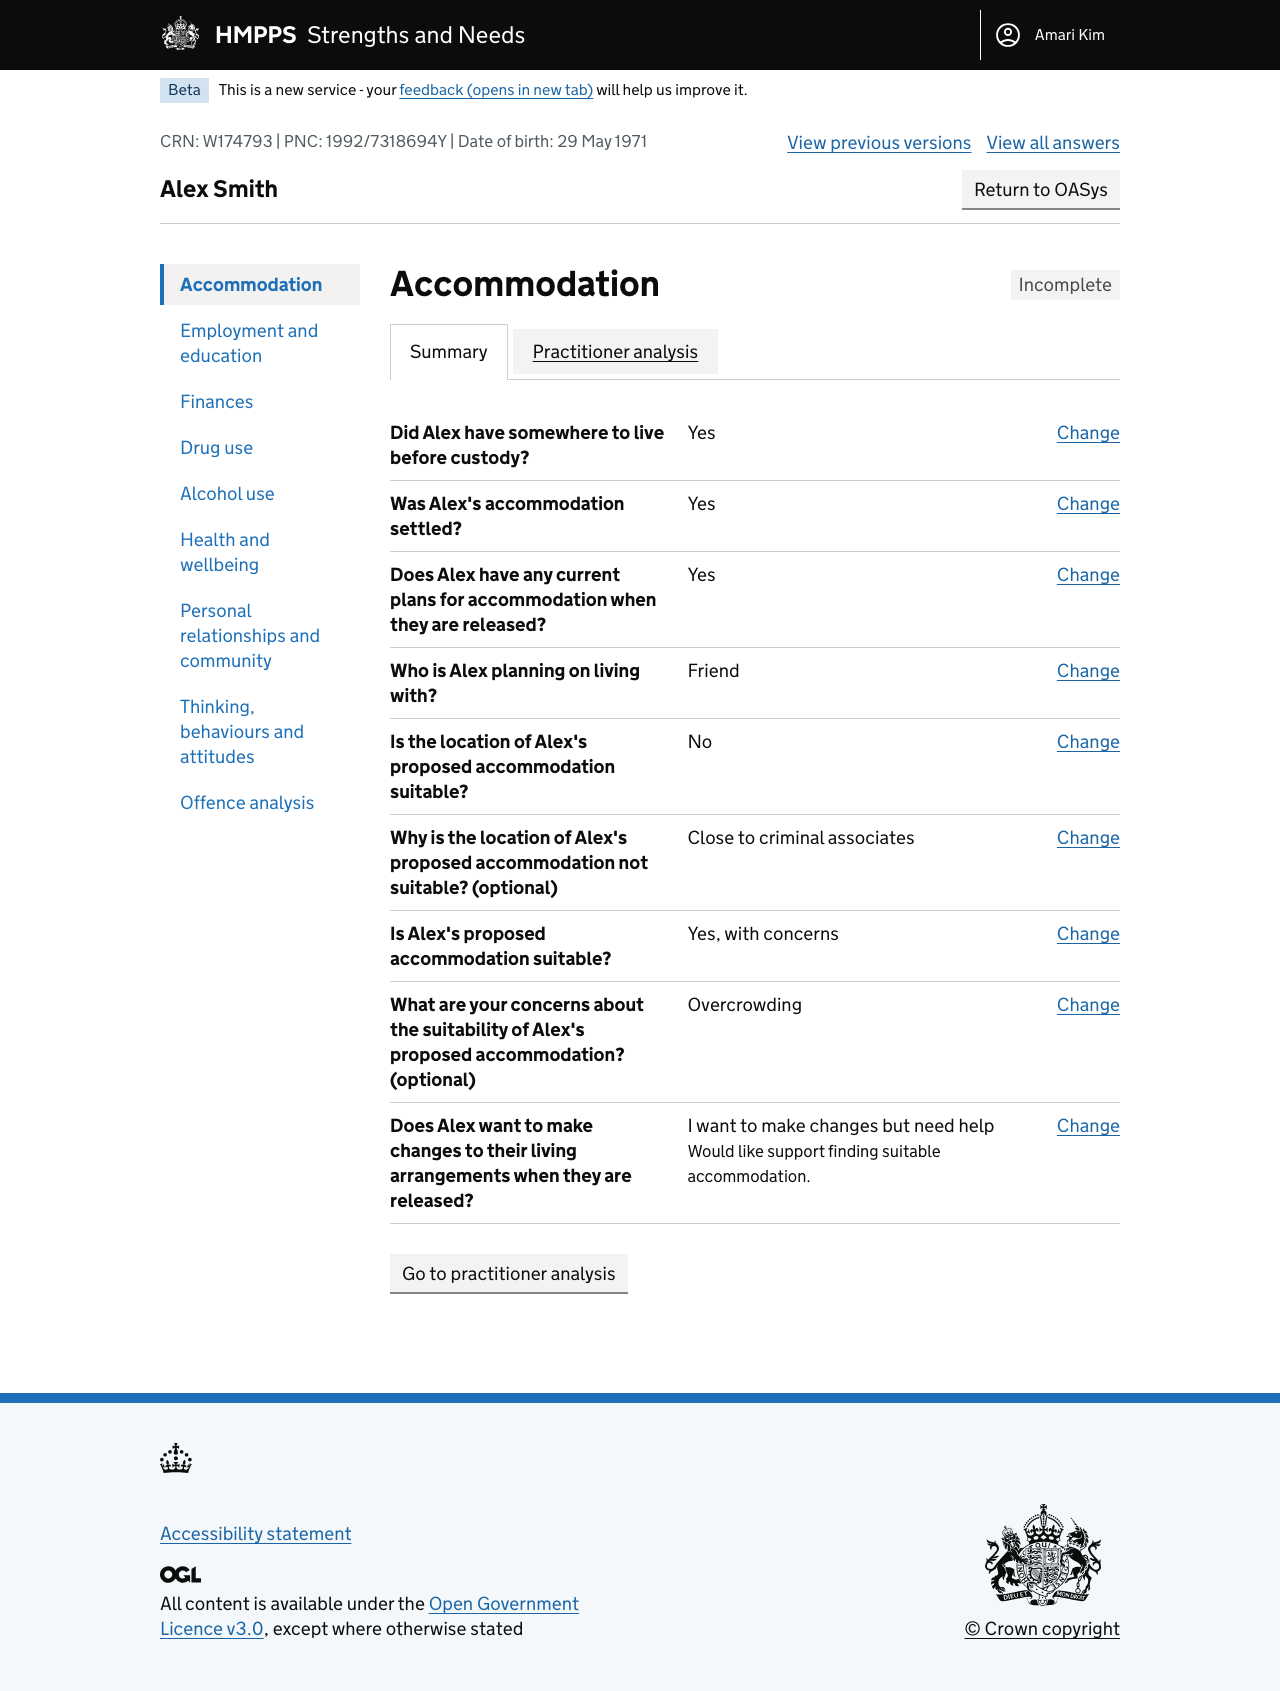 HMPPS Strengths and Needs
Amari Kim
Beta This is a new service - your feedback (opens in new tab) will help us improve it.
CRN: W174793 | PNC: 1992/7318694Y | Date of birth: 29 May 1971
View previous versions View all answers
Alex Smith
Return to OASys
Accommodation
Employment and
education
Finances
Drug use
Alcohol use
Health and
wellbeing
Personal
relationships and
community
Thinking,
behaviours and
attitudes
Offence analysis
Accommodation
Incomplete
Summary Practitioner analysis
Did Alex have somewhere to live
before custody?
Yes
Change
Was Alex's accommodation
settled?
Yes
Change
Does Alex have any current
plans for accommodation when
they are released?
Yes
Change
Who is Alex planning on living
with?
Friend
Change
Is the location of Alex's
proposed accommodation
suitable?
No
Change
Why is the location of Alex's
proposed accommodation not
suitable? (optional)
Close to criminal associates
Change
Is Alex's proposed
accommodation suitable?
Yes, with concerns
Change
What are your concerns about
the suitability of Alex's
proposed accommodation?
(optional)
Overcrowding
Change
Does Alex want to make
changes to their living
arrangements when they are
released?
I want to make changes but need help
Would like support finding suitable
accommodation.
Change
Go to practitioner analysis
Accessibility statement
OGL
All content is available under the Open Government
Licence v3.0, except where otherwise stated
© Crown copyright